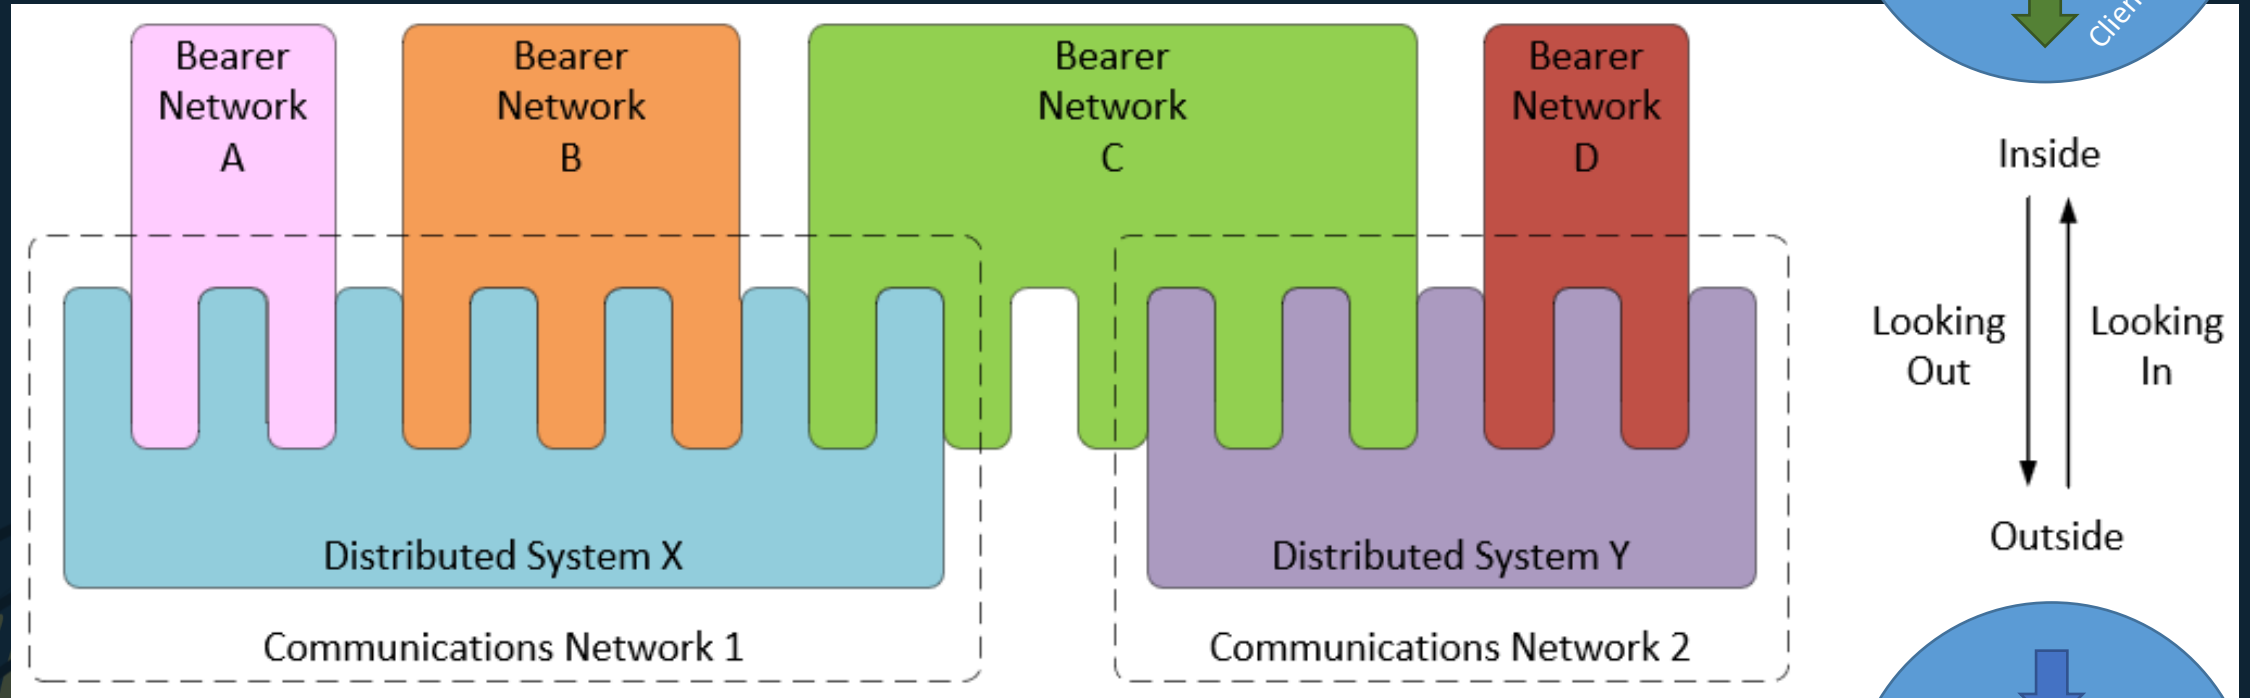 Bearer
Network
A
Bearer
Network
B
Bearer
Network
C
Bearer
Network
D
Inside
Looking
Out
Looking
In
Outside
Distributed System X
Distributed System Y
Communications Network 1
Communications Network 2